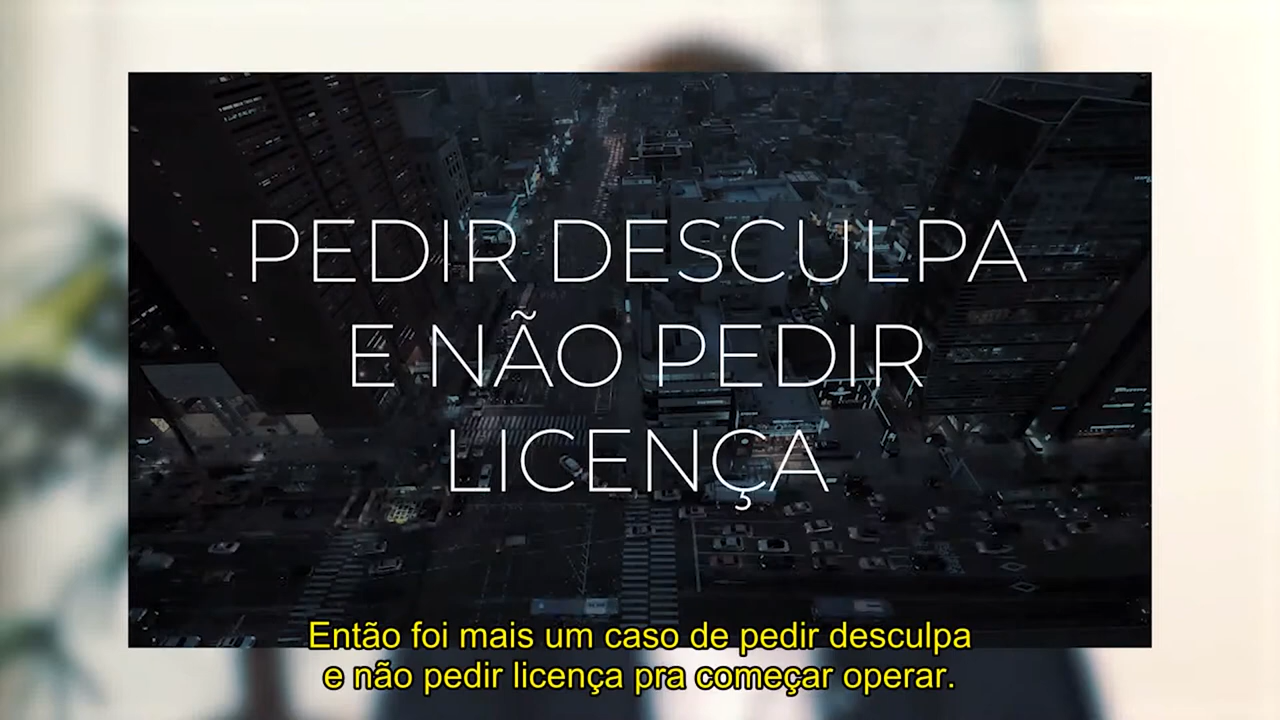 PEDIR DESCULPA
E NÃO PEDIR
LICENÇA
Então foi mais um caso de pedir desculpa
e não pedir licença pra começar operar.